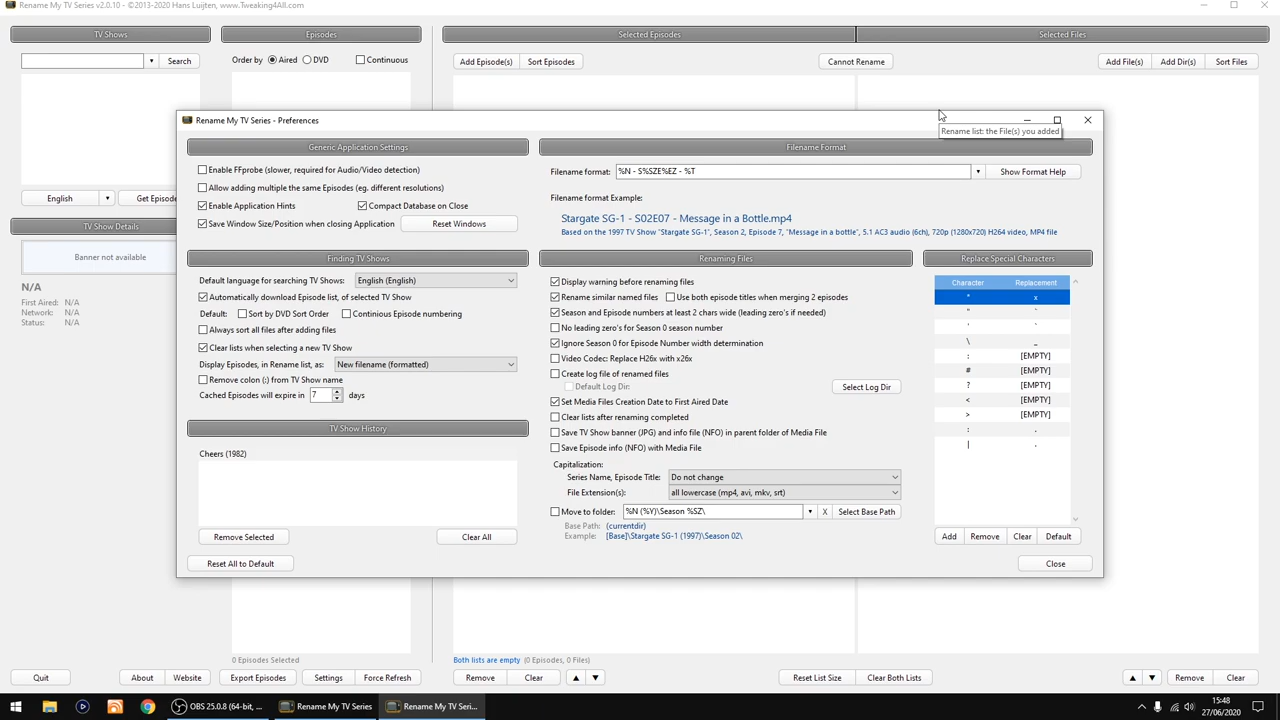 Rename My TV Series v2.0.10 - ©2013-2020 Hans Luijten, www.Tweaking4All.com
TV Shows
Episodes
Selected Episodes
Selected Files
Search
Order by
Aired
DVD
Continuous
Add Episode(s)
Sort Episodes
Cannot Rename
Add File(s)
Add Dir(s)
Sort Files
English
Get Episode
TV Show Details
Banner not available
N/A
First Aired: N/A
Network: N/A
Status: N/A
Rename My TV Series - Preferences
Rename list: the File(s) you added
Generic Application Settings
Enable FFprobe (slower, required for Audio/Video detection)
Allow adding multiple the same Episodes (eg. different resolutions)
Enable Application Hints
Compact Database on Close
Save Window Size/Position when closing Application
Reset Windows
Finding TV Shows
Default language for searching TV Shows:
English (English)
Automatically download Episode list, of selected TV Show
Default:
Sort by DVD Sort Order
Continious Episode numbering
Always sort all files after adding files
Clear lists when selecting a new TV Show
Display Episodes, in Rename list, as:
New filename (formatted)
Remove colon (:) from TV Show name
Cached Episodes will expire in 7 days
TV Show History
Cheers (1982)
Remove Selected
Clear All
Reset All to Default
Filename Format
Filename format:
%N - S%SZE%EZ - %T
Show Format Help
Filename format Example:
Stargate SG-1 - S02E07 - Message in a Bottle.mp4
Based on the 1997 TV Show "Stargate SG-1", Season 2, Episode 7, "Message in a bottle", 5.1 AC3 audio (6ch), 720p (1280x720) H264 video, MP4 file
Renaming Files
Display warning before renaming files
Rename similar named files
Use both episode titles when merging 2 episodes
Season and Episode numbers at least 2 chars wide (leading zero's if needed)
No leading zero's for Season 0 season number
Ignore Season 0 for Episode Number width determination
Video Codec: Replace H26x with x26x
Create log file of renamed files
Default Log Dir:
Select Log Dir
Set Media Files Creation Date to First Aired Date
Clear lists after renaming completed
Save TV Show banner (JPG) and info file (NFO) in parent folder of Media File
Save Episode info (NFO) with Media File
Capitalization:
Series Name, Episode Title:
Do not change
File Extension(s):
all lowercase (mp4, avi, mkv, srt)
Move to folder:
%N (%Y)\Season %SZ\
X
Select Base Path
Base Path: (currentdir)
Example: [Base]\Stargate SG-1 (1997)\Season 02\
Replace Special Characters
Character Replacement
* x
\ _
: [EMPTY]
# [EMPTY]
? [EMPTY]
< [EMPTY]
> [EMPTY]
: .
| .
Add
Remove
Clear
Default
Close
0 Episodes Selected
Both lists are empty (0 Episodes, 0 Files)
Quit
About
Website
Export Episodes
Settings
Force Refresh
Remove
Clear
Reset List Size
Clear Both Lists
Remove
Clear
OBS 25.0.8 (64-bit, ...
Rename My TV Series
Rename My TV Seri...
15:48
27/06/2020